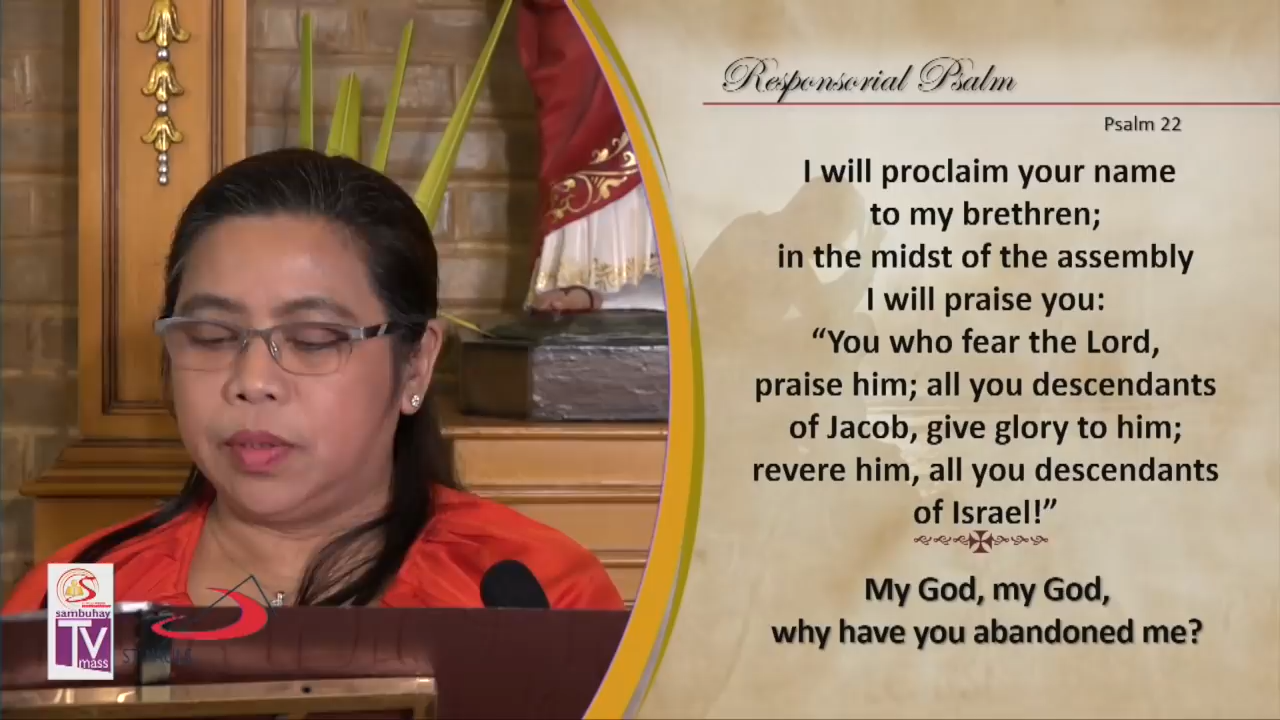 Responsorial Psalm
Psalm 22
I will proclaim your name
to my brethren;
in the midst of the assembly
I will praise you:
“You who fear the Lord,
praise him; all you descendants
of Jacob, give glory to him;
revere him, all you descendants
of Israel!”
My God, my God,
why have you abandoned me?
sambuhay
TV
mass